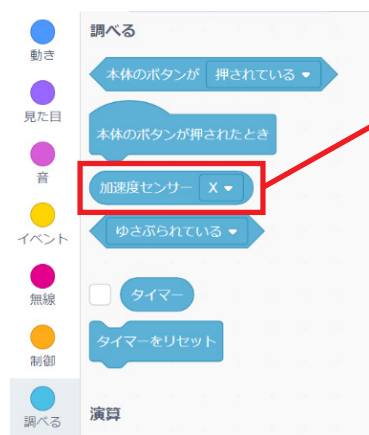 動き
見た目
音
イベント
無線
制御
調べる
調べる
本体のボタンが 押されている
本体のボタンが押されたとき
加速度センサー X
ゆさぶられている
タイマー
タイマーをリセット
演算